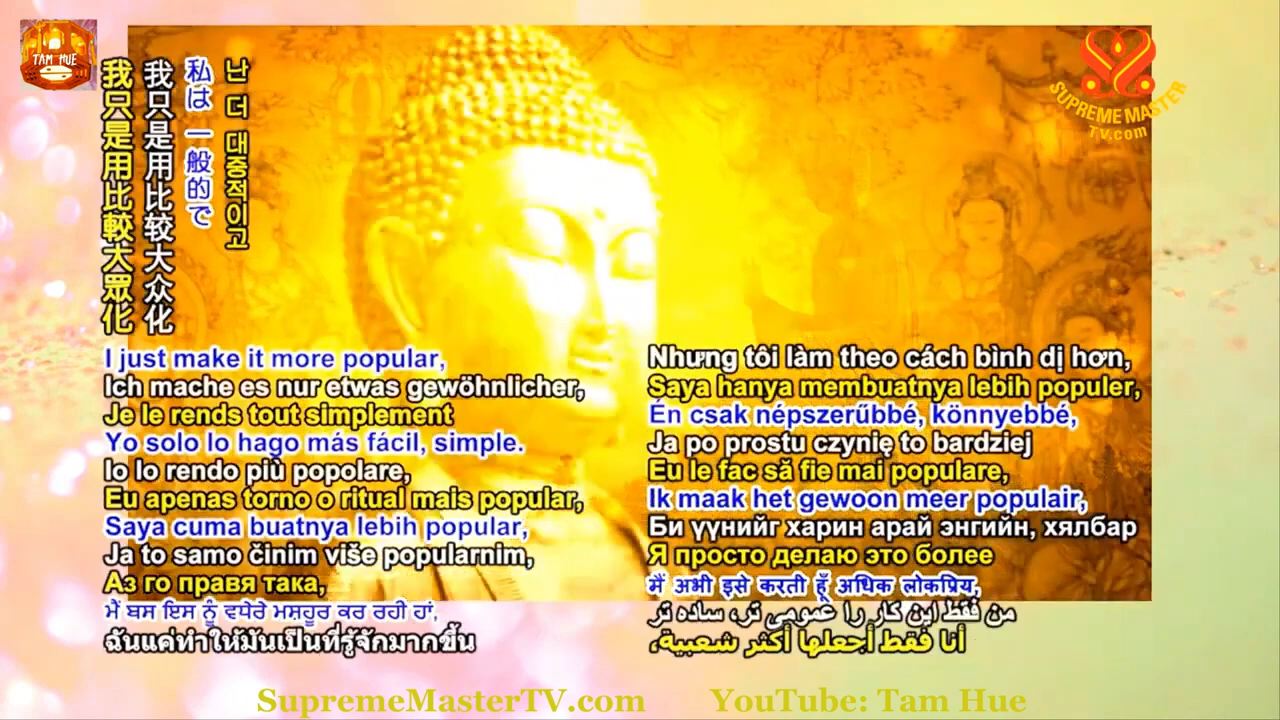 TAM HUE
SUPREME MASTER
TV.com
我只是用比較大眾化
我只是用比较大众化
私は 一般的で
난 더 대중적이고
I just make it more popular,
Ich mache es nur etwas gewöhnlicher,
Je le rends tout simplement
Yo solo lo hago más fácil, simple.
Io lo rendo più popolare,
Eu apenas torno o ritual mais popular,
Saya cuma buatnya lebih popular,
Ja to samo činim više popularnim,
Аз го правя така,
ਮੈਂ ਬਸ ਇਸ ਨੂੰ ਵਧੇਰੇ ਮਸ਼ਹੂਰ ਕਰ ਰਹੀ ਹਾਂ,
ฉันแค่ทำให้มันเป็นที่รู้จักมากขึ้น
Nhưng tôi làm theo cách bình dị hơn,
Saya hanya membuatnya lebih populer,
Én csak népszerűbbé, könnyebbé,
Ja po prostu czynię to bardziej
Eu le fac să fie mai populare,
Ik maak het gewoon meer populair,
Би үүнийг харин арай энгийн, хялбар
Я просто делаю это более
मैं अभी इसे करती हूँ अधिक लोकप्रिय,
من فقط این کار را عمومی تر، ساده تر
أنا فقط أجعلها أكثر شعبية،
SupremeMasterTV.com
YouTube: Tam Hue